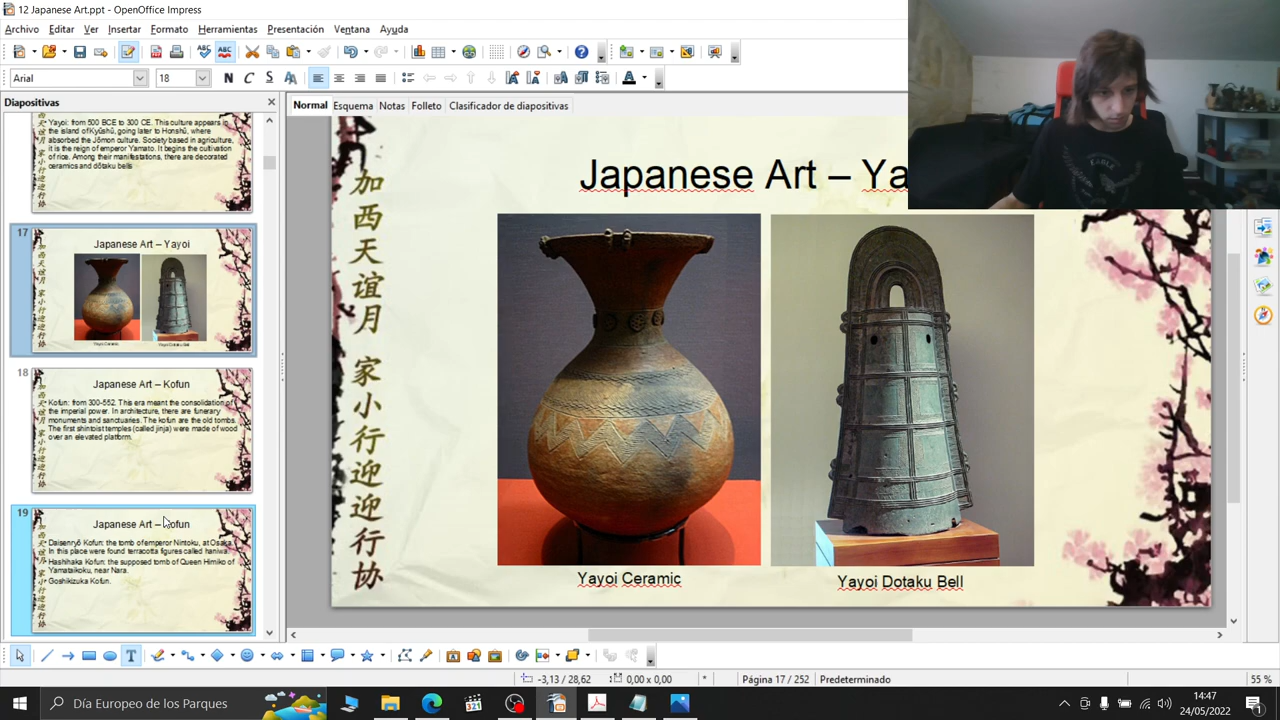 12 Japanese Art.ppt - OpenOffice Impress
Archivo Editar Ver Insertar Formato Herramientas Presentación Ventana Ayuda
Arial 18
Diapositivas
Normal Esquema Notas Folleto Clasificador de diapositivas
Yayoi: from 500 BCE to 300 CE. This culture appears
in the island of Kyūshū, going later to Honshū, where
absorbed the Jōmon culture. Society based in agriculture,
it is the reign of emperor Yamato. It begins the cultivation
of rice. Among their manifestations, there are decorated
ceramics and dōtaku bells
17
Japanese Art – Yayoi
Yayoi Ceramic
Yayoi Dotaku Bell
18
Japanese Art – Kofun
Kofun: from 300-552. This era meant the consolidation of
the imperial power. In architecture, there are funerary
monuments and sanctuaries. The kofun are the old tombs.
The first shintoist temples (called jinja) were made of wood
over an elevated platform.
19
Japanese Art – Kofun
Daisenryō Kofun: the tomb of emperor Nintoku, at Osaka.
In this place were found terracotta figures called haniwa.
Hashihaka Kofun: the supposed tomb of Queen Himiko of
Yamataikoku, near Nara.
Goshikizuka Kofun.
Japanese Art – Ya
加
西
天
谊
月
家
小
行
迎
迎
行
协
Yayoi Ceramic
Yayoi Dotaku Bell
-3,13 / 28,62 0,00 x 0,00 * Página 17 / 252 Predeterminado 55 %
Día Europeo de los Parques
321
14:47
24/05/2022
1